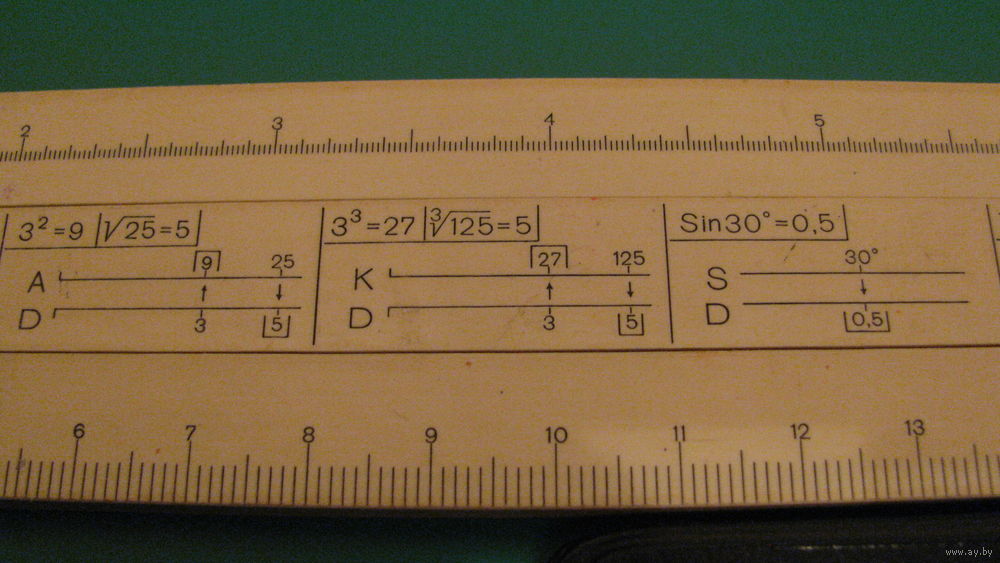 2 3 4 5
3²=9 √25=5
9 25
A
D
3 5
3³=27 ∛125=5
27 125
K
D
3 5
Sin30°=0,5
30°
S
D
0,5
6 7 8 9 10 11 12 13
www.ay.by